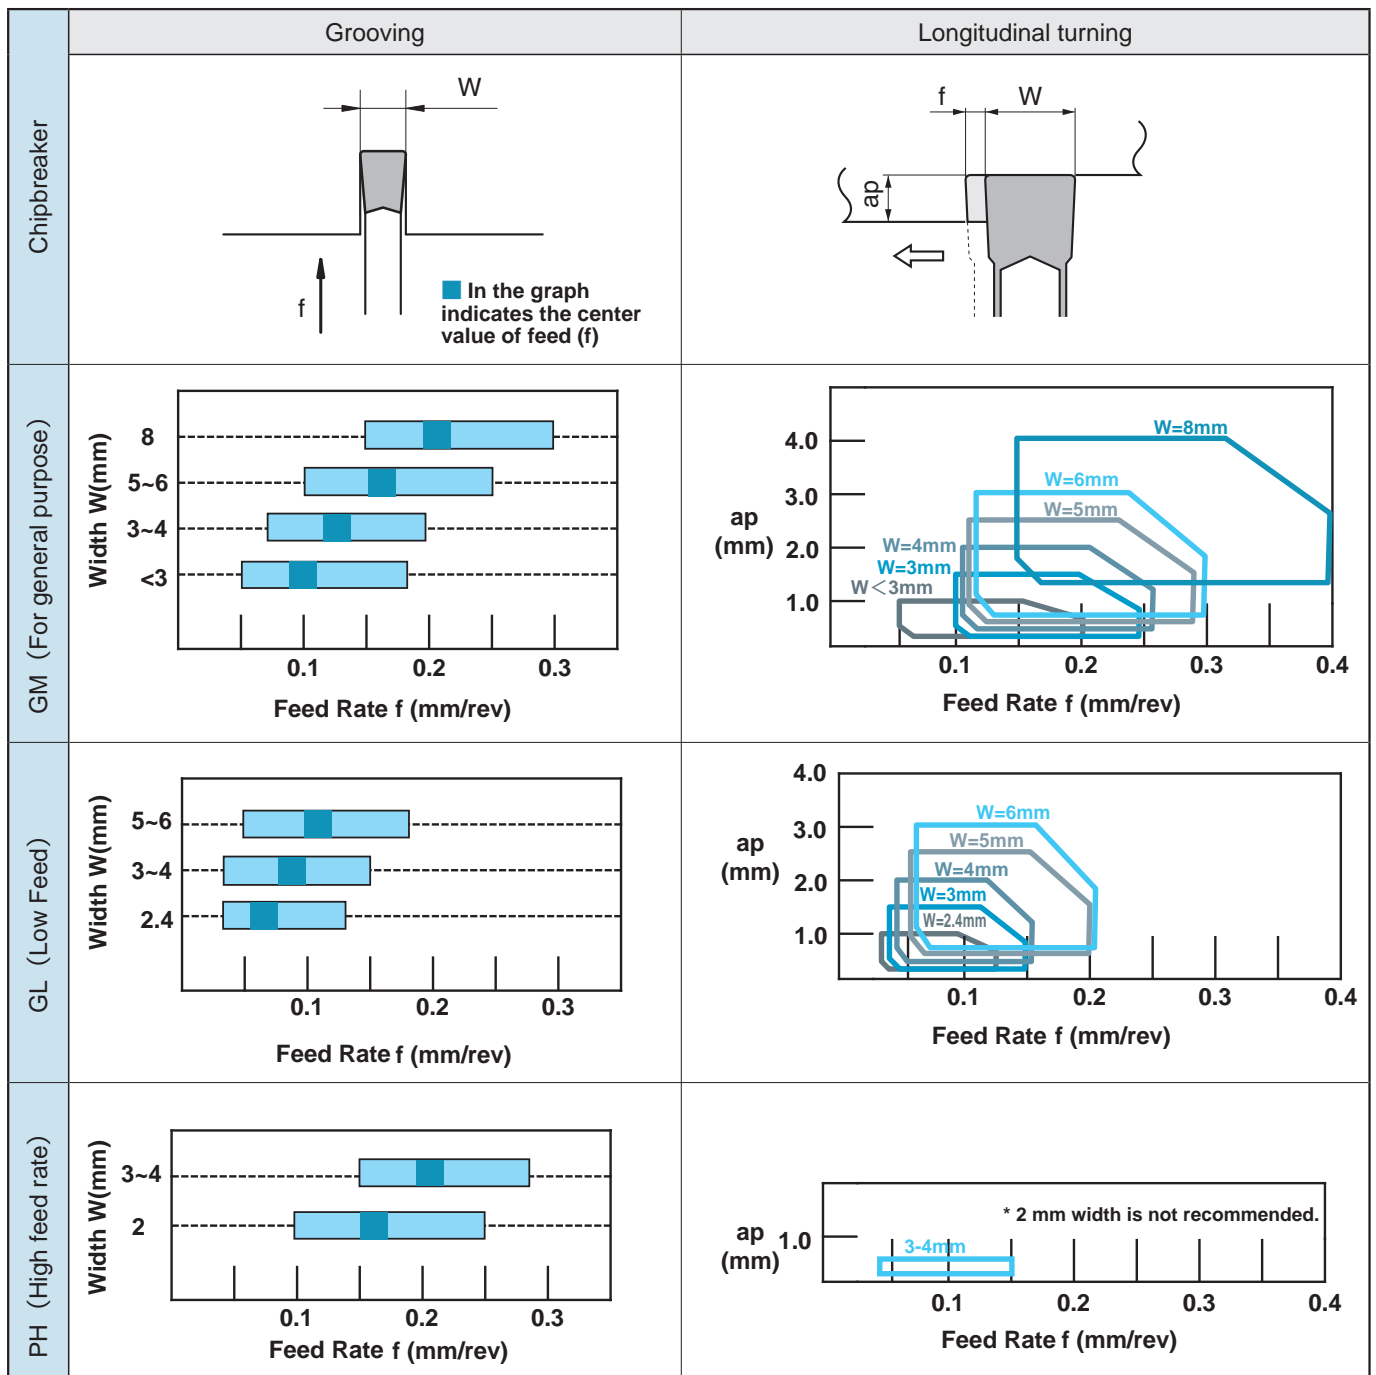 Grooving
Longitudinal turning
Chipbreaker
W
f
In the graph
indicates the center
value of feed (f)
f
W
ap
GM（For general purpose）
Width W(mm)
8
5~6
3~4
<3
0.1
0.2
0.3
Feed Rate f (mm/rev)
ap
(mm)
4.0
3.0
2.0
1.0
W=8mm
W=6mm
W=5mm
W=4mm
W=3mm
W＜3mm
0.1
0.2
0.3
0.4
Feed Rate f (mm/rev)
GL（Low Feed）
Width W(mm)
5~6
3~4
2.4
0.1
0.2
0.3
Feed Rate f (mm/rev)
ap
(mm)
4.0
3.0
2.0
1.0
W=6mm
W=5mm
W=4mm
W=3mm
W=2.4mm
0.1
0.2
0.3
0.4
Feed Rate f (mm/rev)
PH（High feed rate）
Width W(mm)
3~4
2
0.1
0.2
0.3
Feed Rate f (mm/rev)
ap
(mm)
1.0
* 2 mm width is not recommended.
3-4mm
0.1
0.2
0.3
0.4
Feed Rate f (mm/rev)